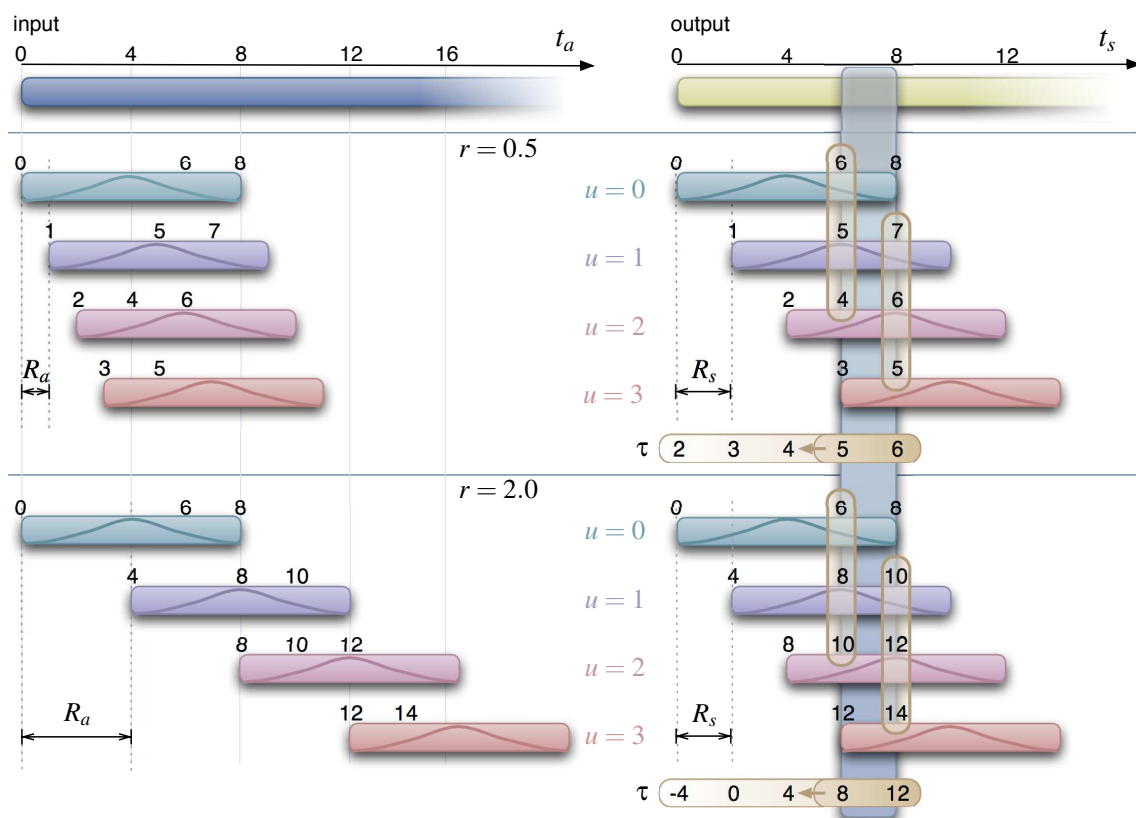 input
output
0 4 8 12 16 t_a
0 4 8 12 t_s
r = 0.5
0 6 8
u = 0
0 6 8
1 5 7
u = 1
1 5 7
2 4 6
u = 2
2 4 6
R_a
3 5
u = 3
R_s
3 5
τ 2 3 4 5 6
r = 2.0
0 6 8
u = 0
0 6 8
4 8 10
u = 1
4 8 10
8 10 12
u = 2
8 10 12
R_a
12 14
u = 3
R_s
12 14
τ -4 0 4 8 12